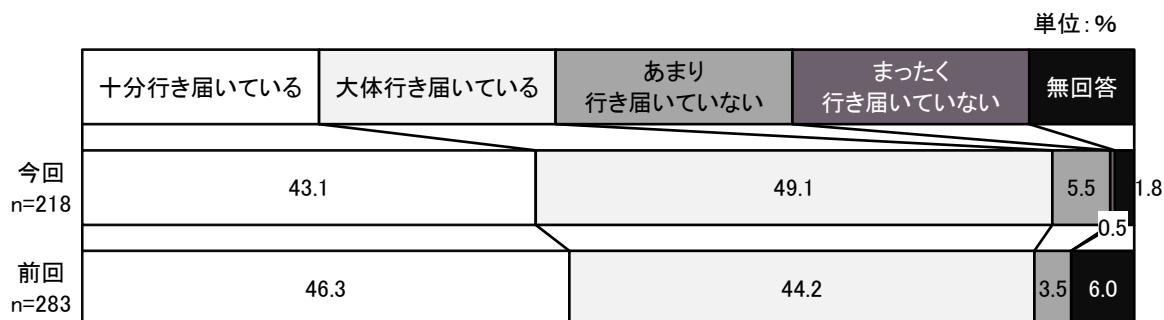 単位:%
十分行き届いている
大体行き届いている
あまり
行き届いていない
まったく
行き届いていない
無回答
今回
n=218
43.1
49.1
5.5
0.5
1.8
前回
n=283
46.3
44.2
3.5
6.0